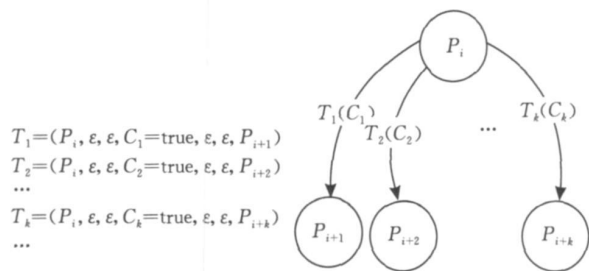 T₁=(Pᵢ, ε, ε, C₁=true, ε, ε, Pᵢ₊₁)
T₂=(Pᵢ, ε, ε, C₂=true, ε, ε, Pᵢ₊₂)
...
Tₖ=(Pᵢ, ε, ε, Cₖ=true, ε, ε, Pᵢ₊ₖ)
...
Pᵢ
T₁(C₁)
T₂(C₂)
...
Tₖ(Cₖ)
Pᵢ₊₁
Pᵢ₊₂
Pᵢ₊ₖ